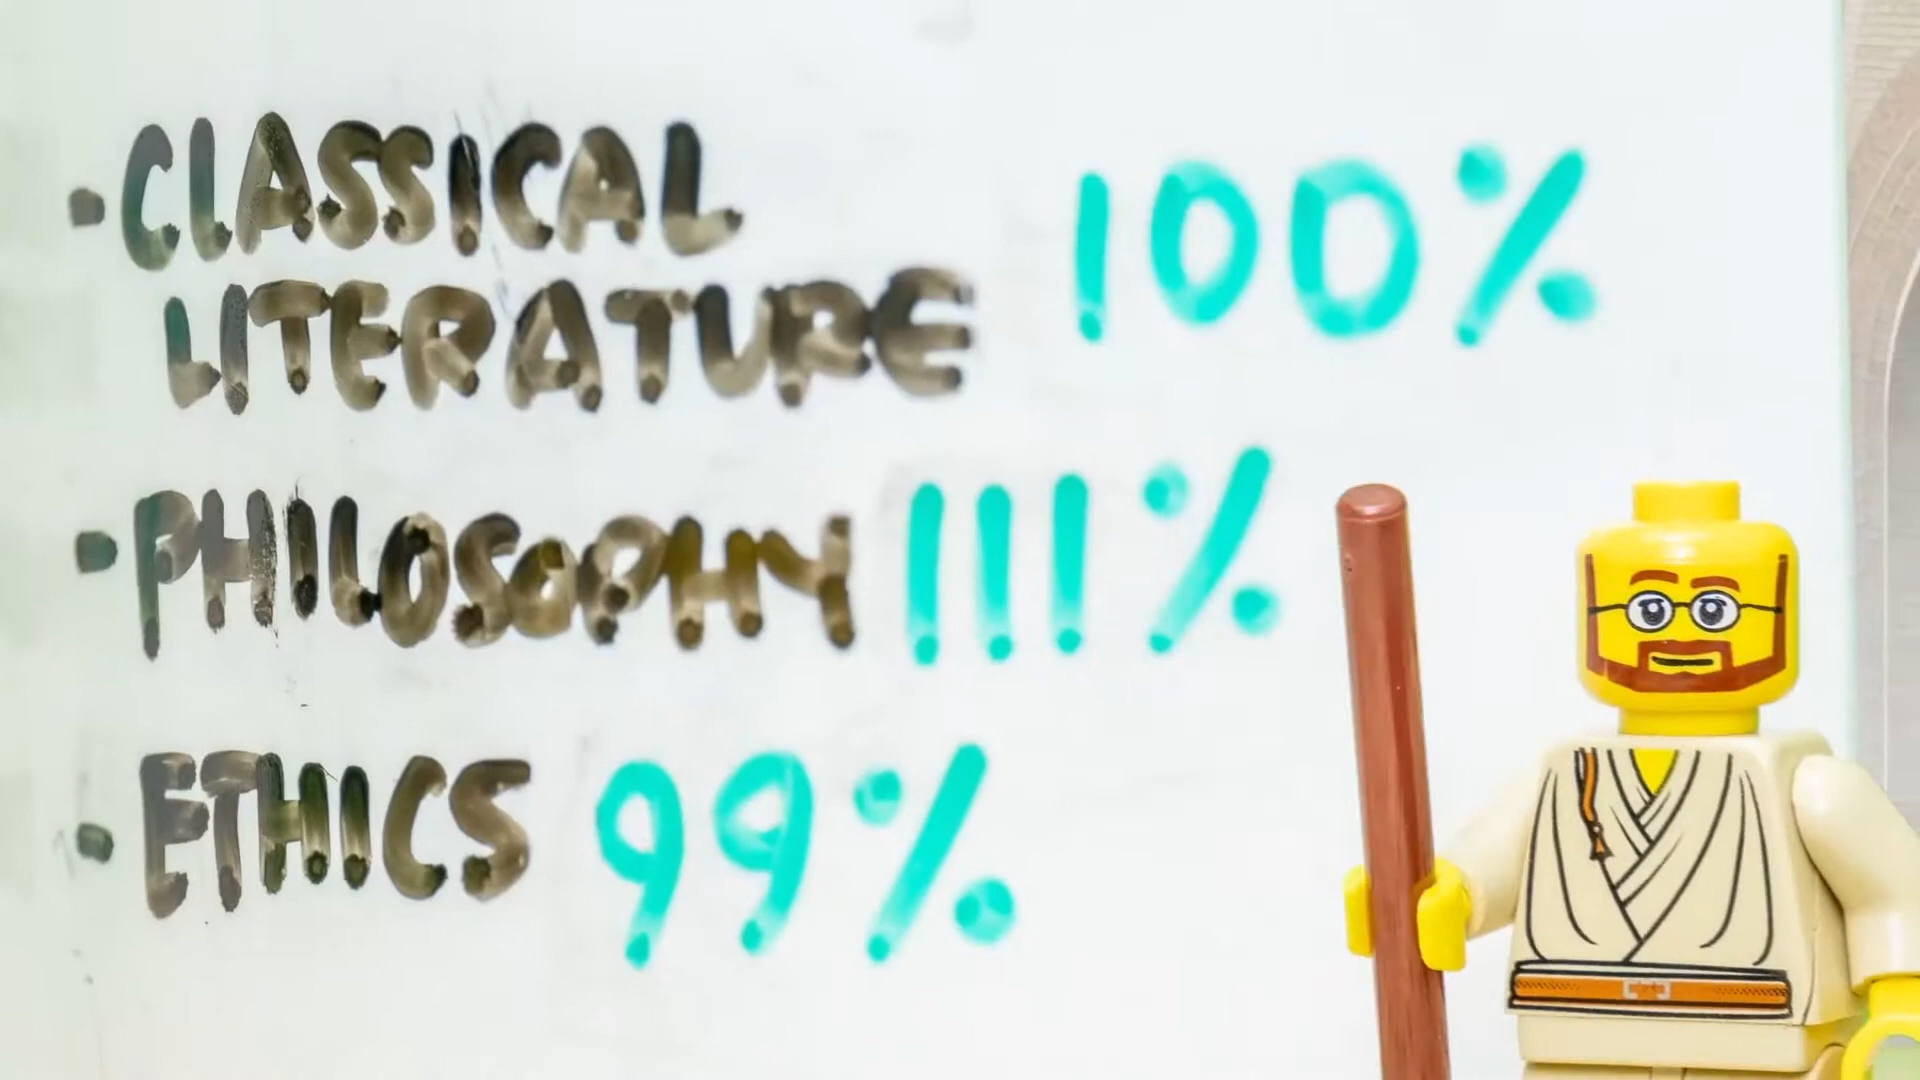 · CLASSICAL
LITERATURE 100%
· PHILOSOPHY 111%
· ETHICS 99%